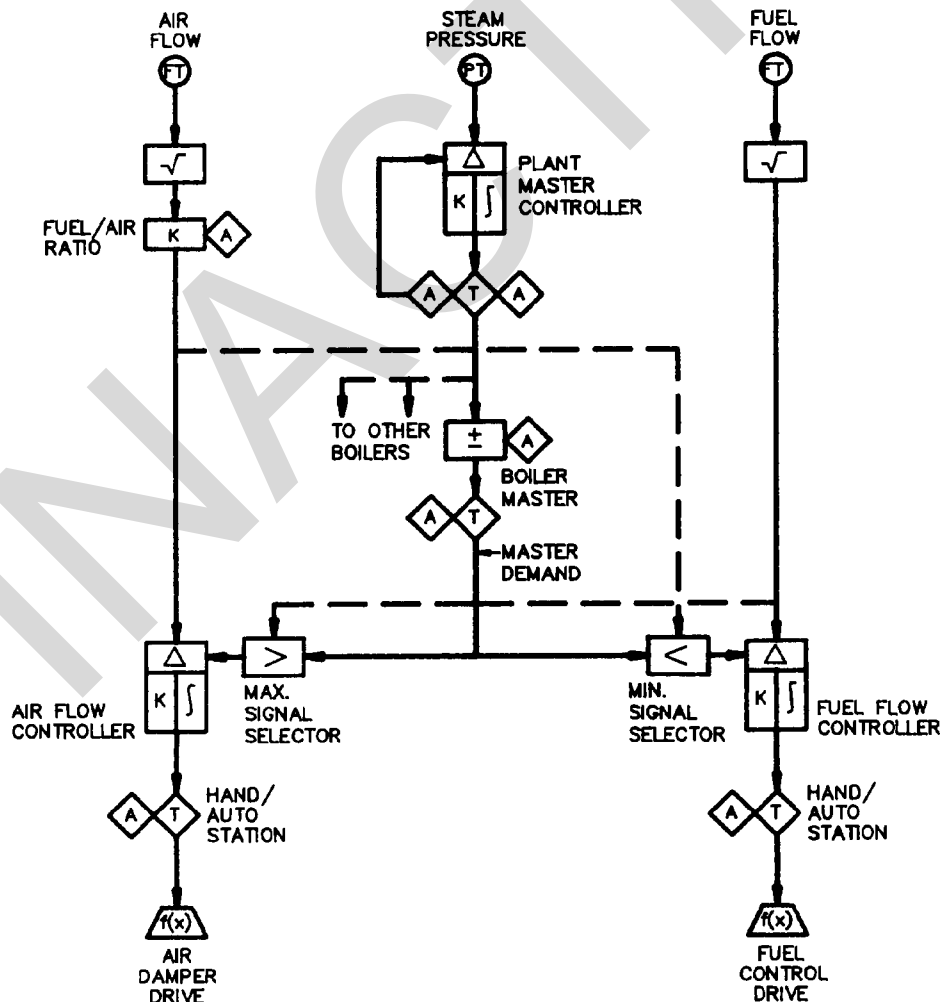 AIR
FLOW
FT
√
FUEL/AIR
RATIO
K
A
STEAM
PRESSURE
PT
△
K ∫
PLANT
MASTER
CONTROLLER
A T A
FUEL
FLOW
FT
√
TO OTHER
BOILERS
±
A
BOILER
MASTER
A T
MASTER
DEMAND
△
K ∫
AIR FLOW
CONTROLLER
>
MAX.
SIGNAL
SELECTOR
<
MIN.
SIGNAL
SELECTOR
△
K ∫
FUEL FLOW
CONTROLLER
A T
HAND/
AUTO
STATION
A T
HAND/
AUTO
STATION
f(x)
AIR
DAMPER
DRIVE
f(x)
FUEL
CONTROL
DRIVE
INACTI